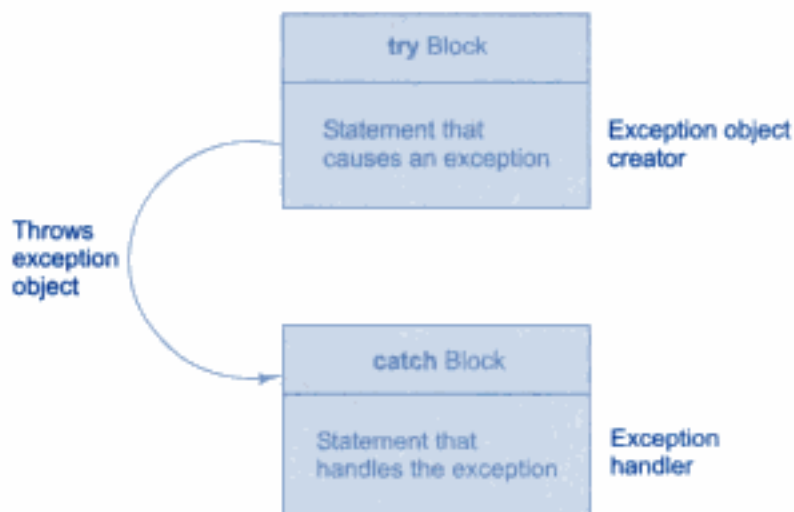 try Block
Statement that
causes an exception
Exception object
creator
Throws
exception
object
catch Block
Statement that
handles the exception
Exception
handler